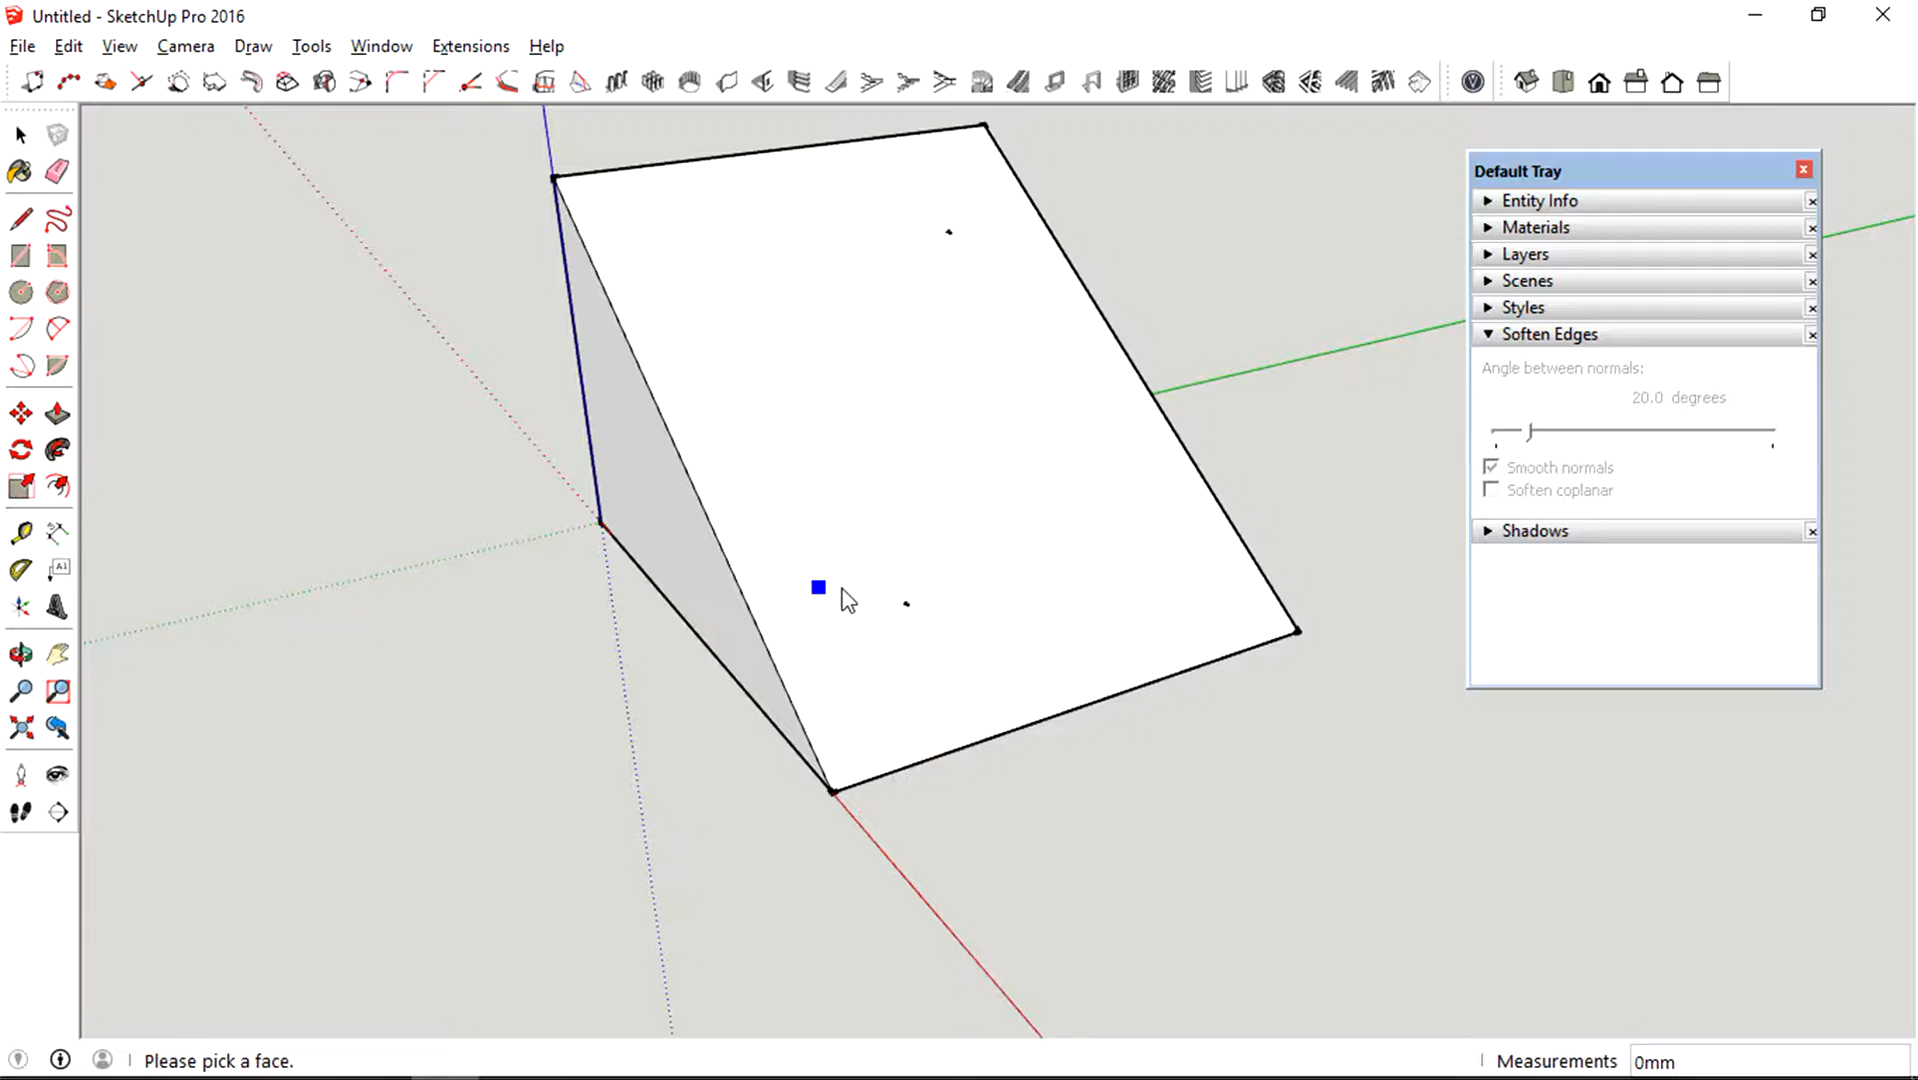 Untitled - SketchUp Pro 2016
File Edit View Camera Draw Tools Window Extensions Help
Default Tray
Entity Info
Materials
Layers
Scenes
Styles
Soften Edges
Angle between normals:
20.0 degrees
Smooth normals
Soften coplanar
Shadows
A1
Please pick a face.
Measurements 0mm